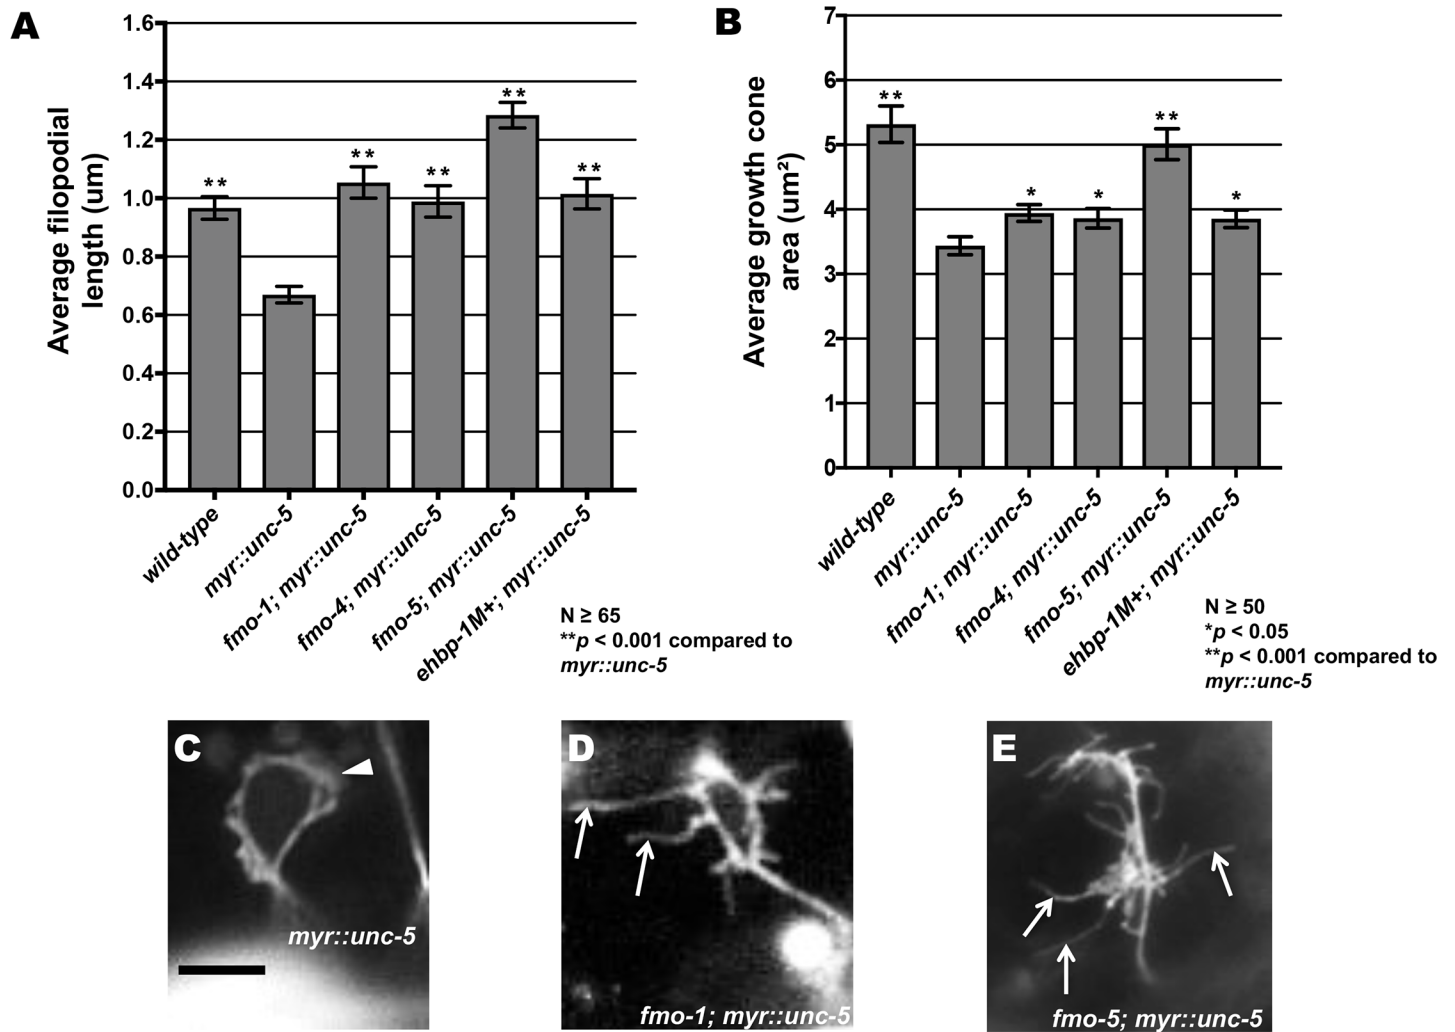 A
Average filopodial
length (um)
1.6
1.4
1.2
1.0
0.8
0.6
0.4
0.2
0.0
**
**
**
**
**
wild-type
myr::unc-5
fmo-1; myr::unc-5
fmo-4; myr::unc-5
fmo-5; myr::unc-5
ehbp-1M+; myr::unc-5
N ≥ 65
**p < 0.001 compared to
myr::unc-5
B
Average growth cone
area (um²)
7
6
5
4
3
2
1
0
**
*
*
**
*
wild-type
myr::unc-5
fmo-1; myr::unc-5
fmo-4; myr::unc-5
fmo-5; myr::unc-5
ehbp-1M+; myr::unc-5
N ≥ 50
*p < 0.05
**p < 0.001 compared to
myr::unc-5
C
myr::unc-5
D
fmo-1; myr::unc-5
E
fmo-5; myr::unc-5